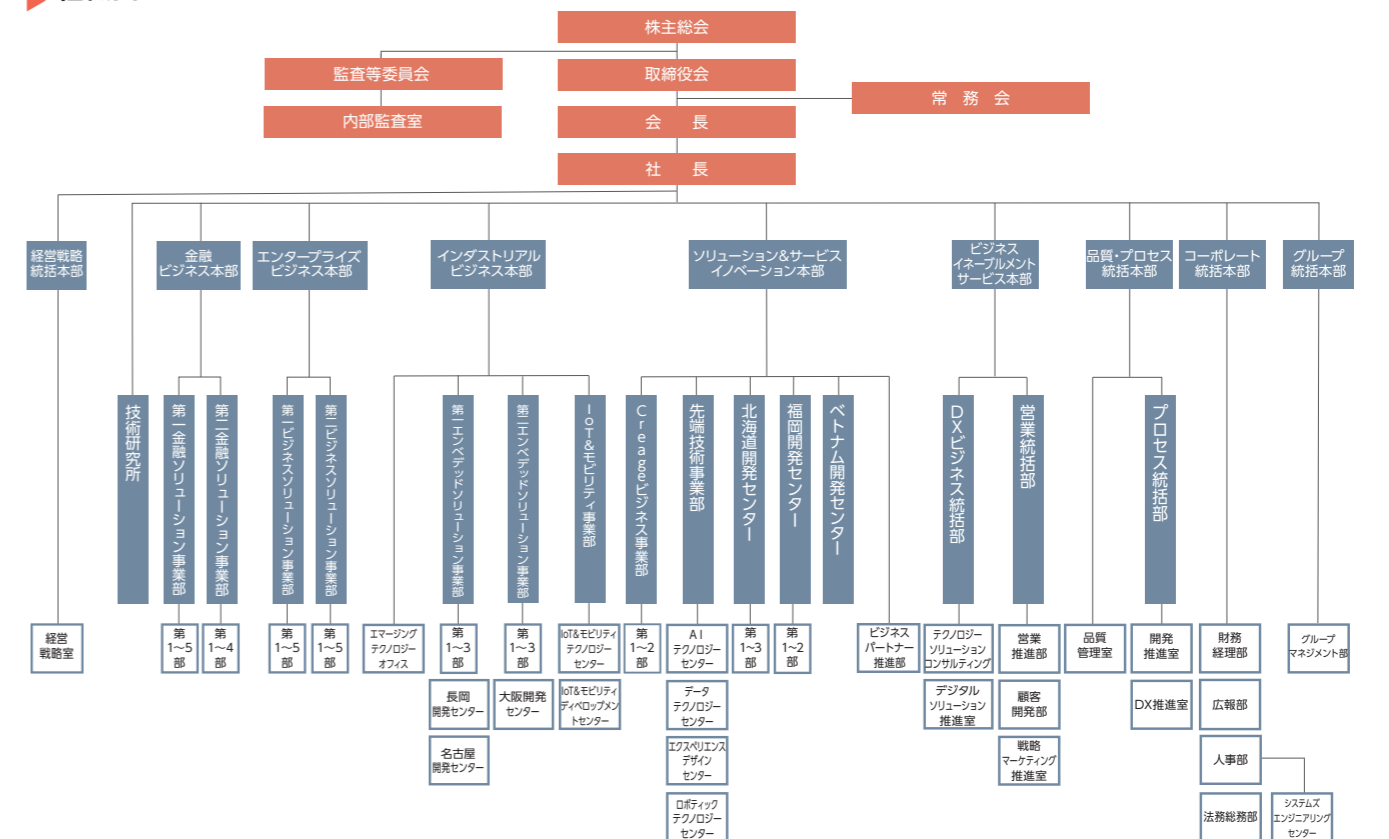 株主総会
監査等委員会
取締役会
常　務　会
内部監査室
会　　長
社　　長
経営戦略
統括本部
金融
ビジネス本部
エンタープライズ
ビジネス本部
インダストリアル
ビジネス本部
ソリューション&サービス
イノベーション本部
ビジネス
イネーブルメント
サービス本部
品質・プロセス
統括本部
コーポレート
統括本部
グループ
統括本部
技術研究所
第一金融ソリューション事業部
第二金融ソリューション事業部
第一ビジネスソリューション事業部
第二ビジネスソリューション事業部
第一エンベデッドソリューション事業部
第二エンベデッドソリューション事業部
IoT&モビリティ事業部
Creageビジネス事業部
先端技術事業部
北海道開発センター
福岡開発センター
ベトナム開発センター
DXビジネス統括部
営業統括部
プロセス統括部
経営
戦略室
第
1〜5
部
第
1〜4
部
第
1〜5
部
第
1〜5
部
エマージング
テクノロジー
オフィス
第
1〜3
部
第
1〜3
部
IoT&モビリティ
テクノロジー
センター
第
1〜2
部
AI
テクノロジー
センター
第
1〜3
部
第
1〜2
部
ビジネス
パートナー
推進部
テクノロジー
ソリューション
コンサルティング
営業
推進部
品質
管理室
開発
推進室
財務
経理部
グループ
マネジメント部
長岡
開発センター
大阪開発
センター
IoT&モビリティ
ディベロップメン
トセンター
データ
テクノロジー
センター
デジタル
ソリューション
推進室
顧客
開発部
DX推進室
広報部
名古屋
開発センター
エクスペリエンス
デザイン
センター
戦略
マーケティング
推進室
人事部
ロボティック
テクノロジー
センター
法務総務部
システムズ
エンジニアリング
センター